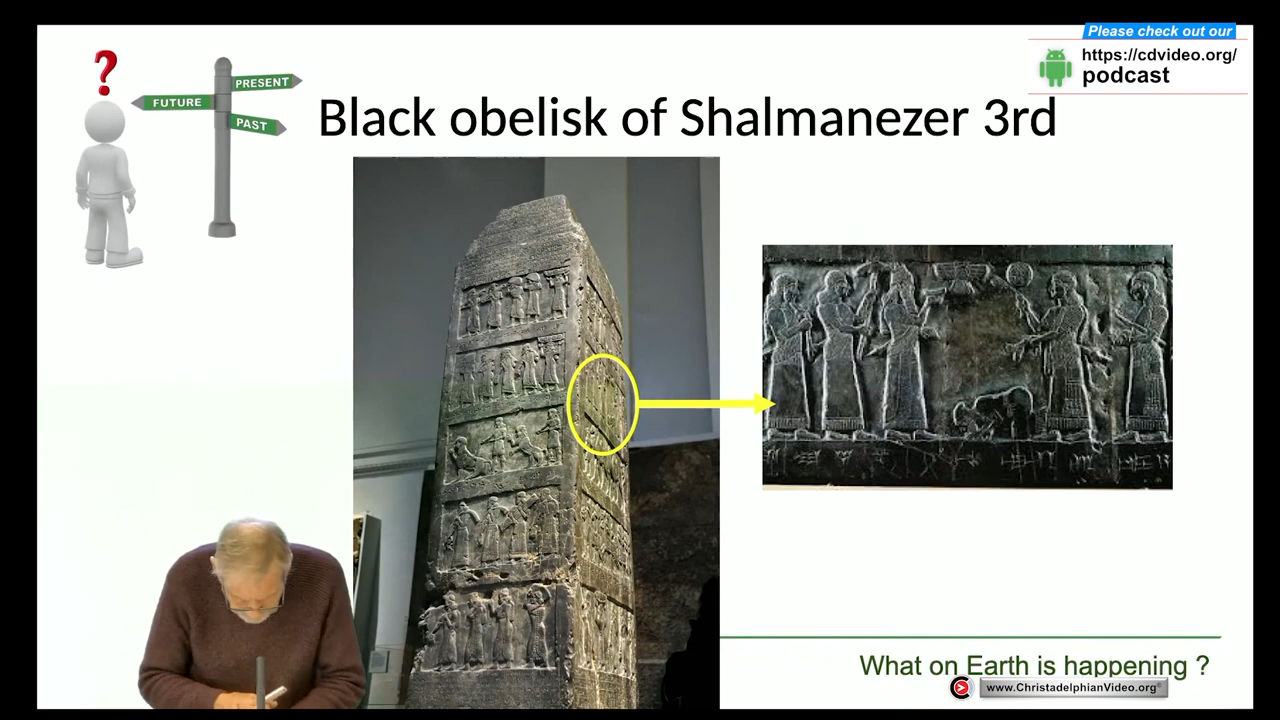 Please check out our
https://cdvideo.org/
podcast
?
FUTURE
PRESENT
PAST
Black obelisk of Shalmanezer 3rd
What on Earth is happening ?
www.ChristadelphianVideo.org